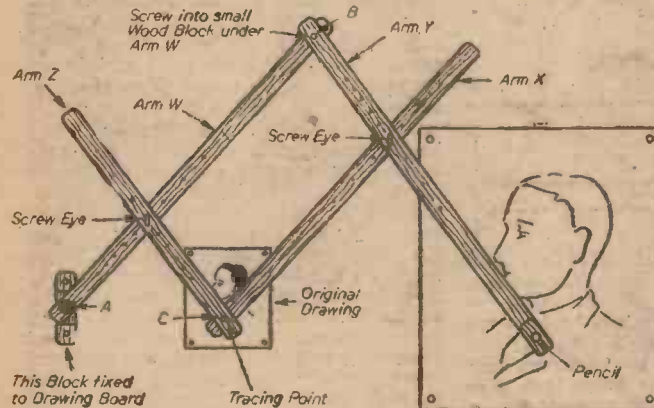 Screw into small
Wood Block under
Arm W
B
Arm Y
Arm Z
Arm X
Arm W
Screw Eye
Screw Eye
A
C
Original
Drawing
This Block fixed
to Drawing Board
Tracing Point
Pencil